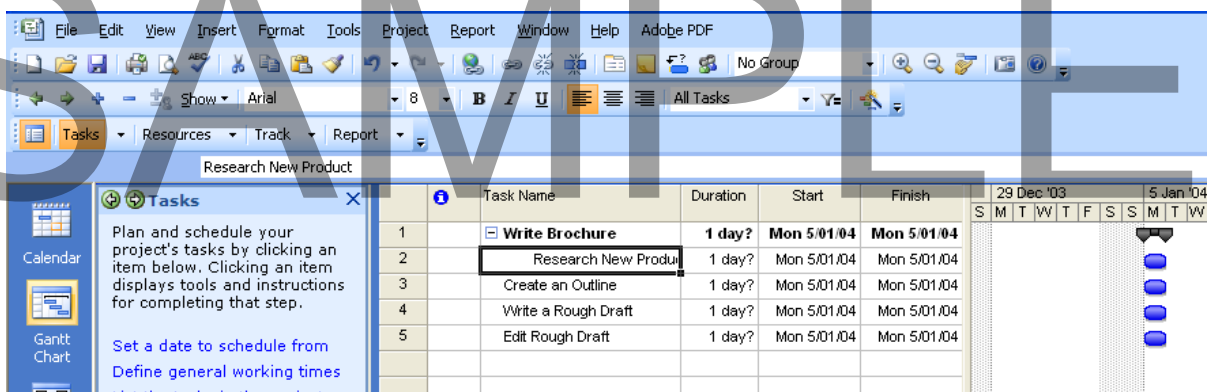 File Edit View Insert Format Tools Project Report Window Help Adobe PDF
ABC No Group
Show Arial 8 B I U All Tasks
Tasks Resources Track Report
Research New Product
SAMPLE
Calendar
Gantt
Chart
Tasks
Plan and schedule your
project's tasks by clicking an
item below. Clicking an item
displays tools and instructions
for completing that step.
Set a date to schedule from
Define general working times
Task Name Duration Start Finish 29 Dec '03 5 Jan '04
S M T W T F S S M T W
1 Write Brochure 1 day? Mon 5/01/04 Mon 5/01/04
2 Research New Produ 1 day? Mon 5/01/04 Mon 5/01/04
3 Create an Outline 1 day? Mon 5/01/04 Mon 5/01/04
4 Write a Rough Draft 1 day? Mon 5/01/04 Mon 5/01/04
5 Edit Rough Draft 1 day? Mon 5/01/04 Mon 5/01/04